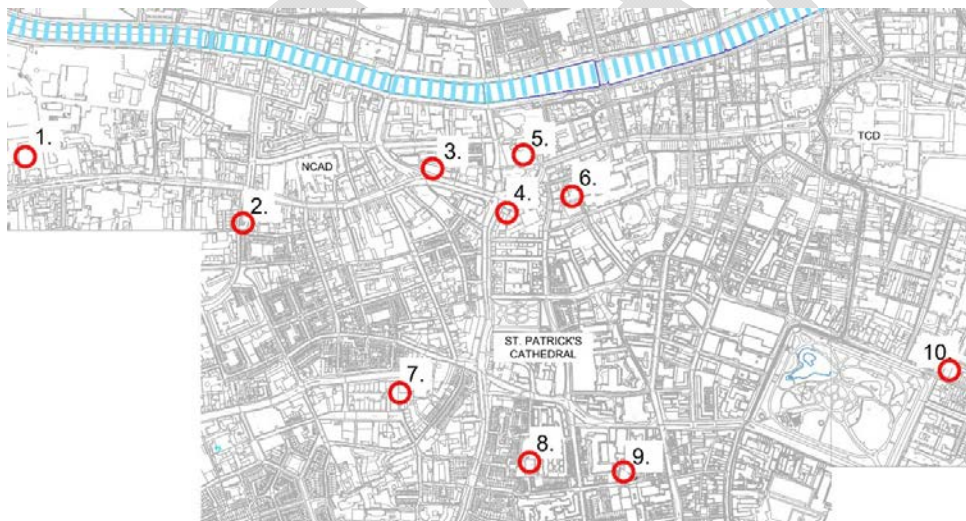 1.
NCAD
2.
3.
4.
5.
6.
TCD
ST. PATRICK'S
CATHEDRAL
7.
8.
9.
10.